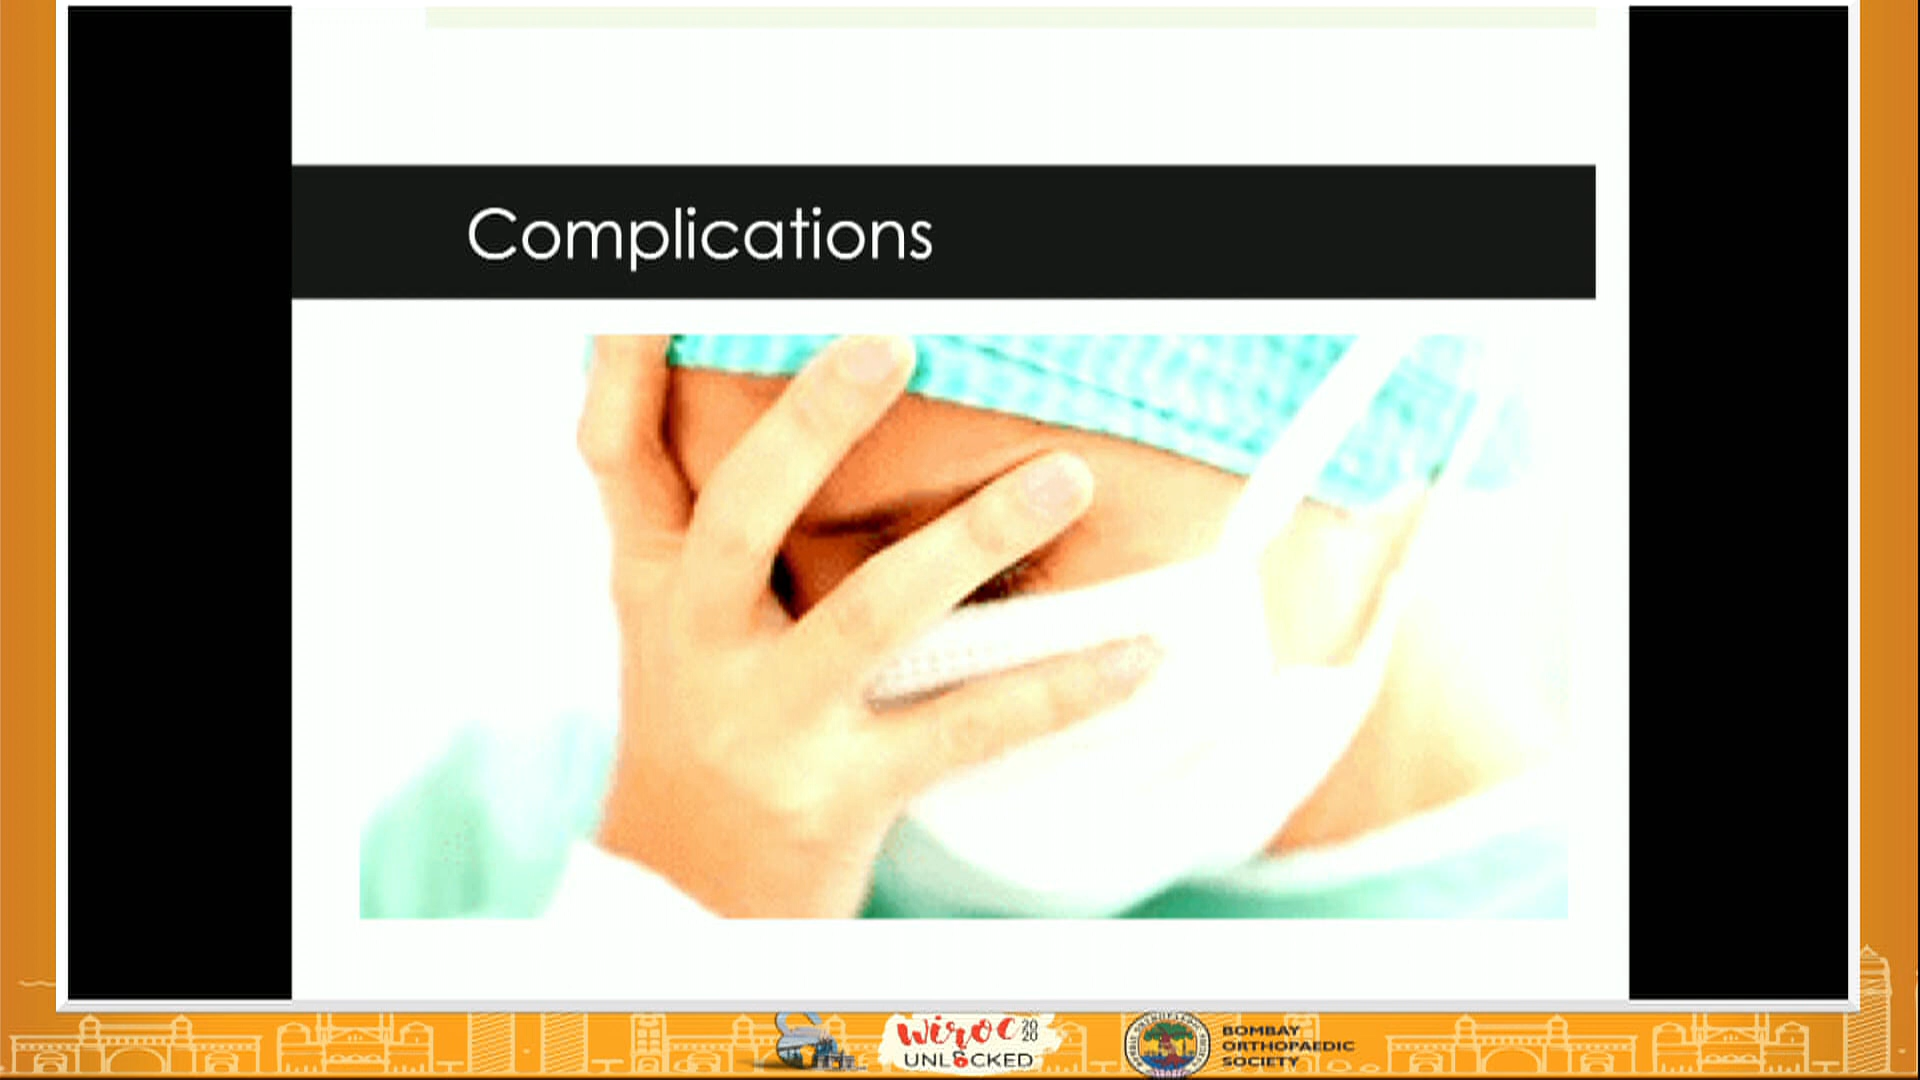 Complications
Wiroc 2020
UNLOCKED
BOMBAY
ORTHOPAEDIC
SOCIETY